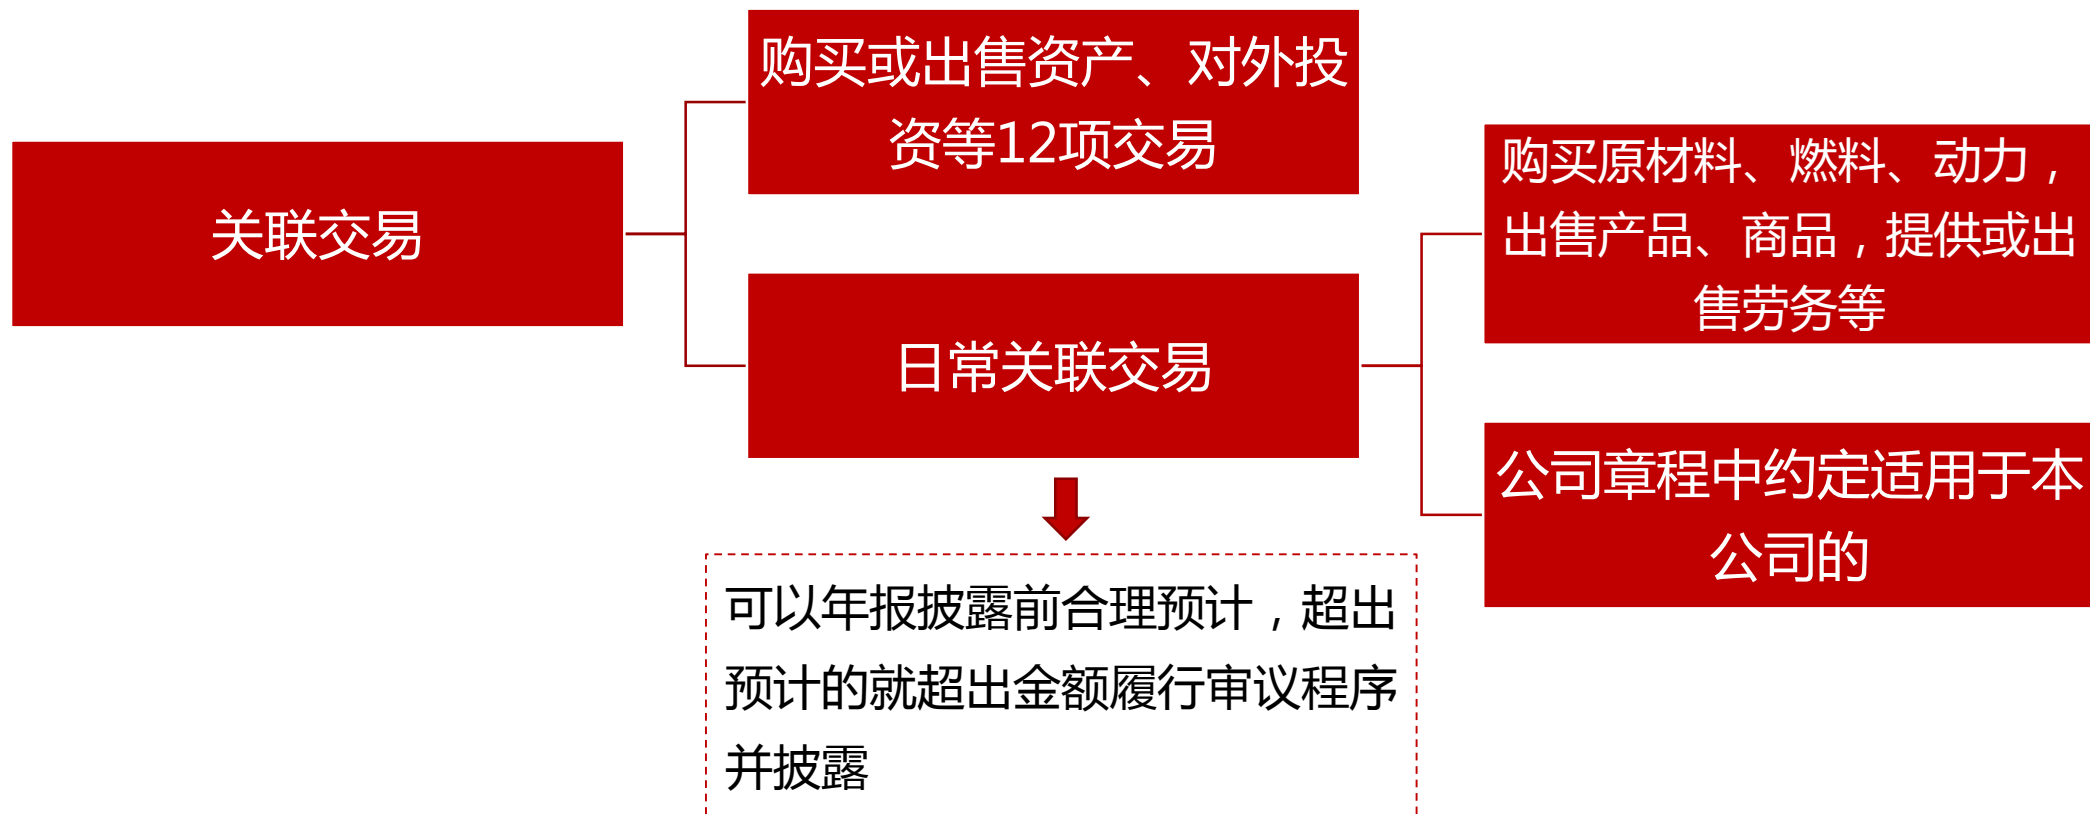 关联交易
购买或出售资产、对外投
资等12项交易
日常关联交易
购买原材料、燃料、动力，
出售产品、商品，提供或出
售劳务等
公司章程中约定适用于本
公司的
可以年报披露前合理预计，超出
预计的就超出金额履行审议程序
并披露